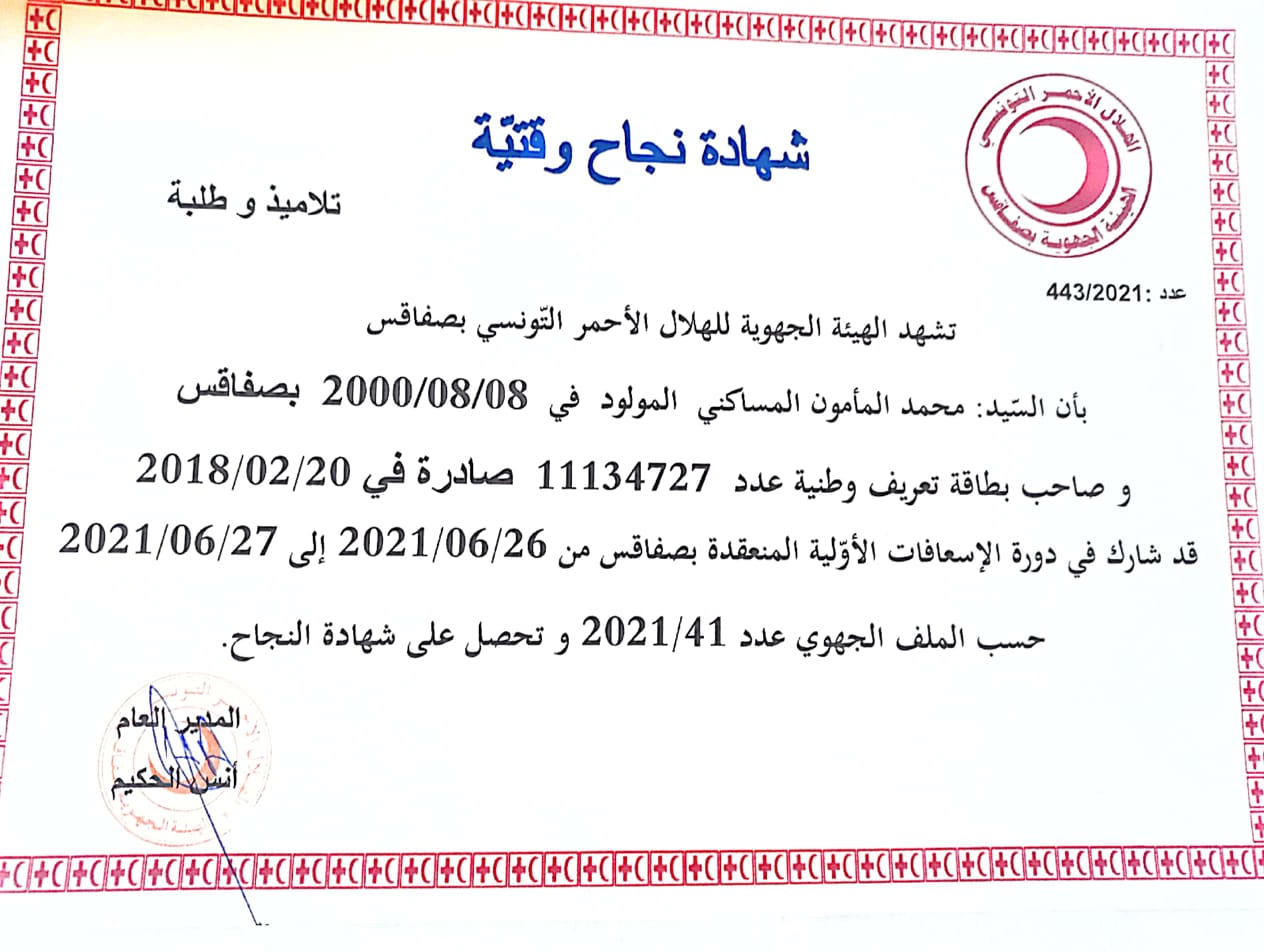 الهلال الأحمر التونسي
الهيئة الجهوية بصفاقس
شهادة نجاح وقتيّة
تلاميذ و طلبة
عدد :443/2021
تشهد الهيئة الجهوية للهلال الأحمر التّونسي بصفاقس
بأن السّيد: محمد المأمون المساكني المولود في 2000/08/08 بصفاقس
و صاحب بطاقة تعريف وطنية عدد 11134727 صادرة في 2018/02/20
قد شارك في دورة الإسعافات الأوّلية المنعقدة بصفاقس من 2021/06/26 إلى 2021/06/27
حسب الملف الجهوي عدد 2021/41 و تحصل على شهادة النجاح.
المدير العام
أنس الحكيم